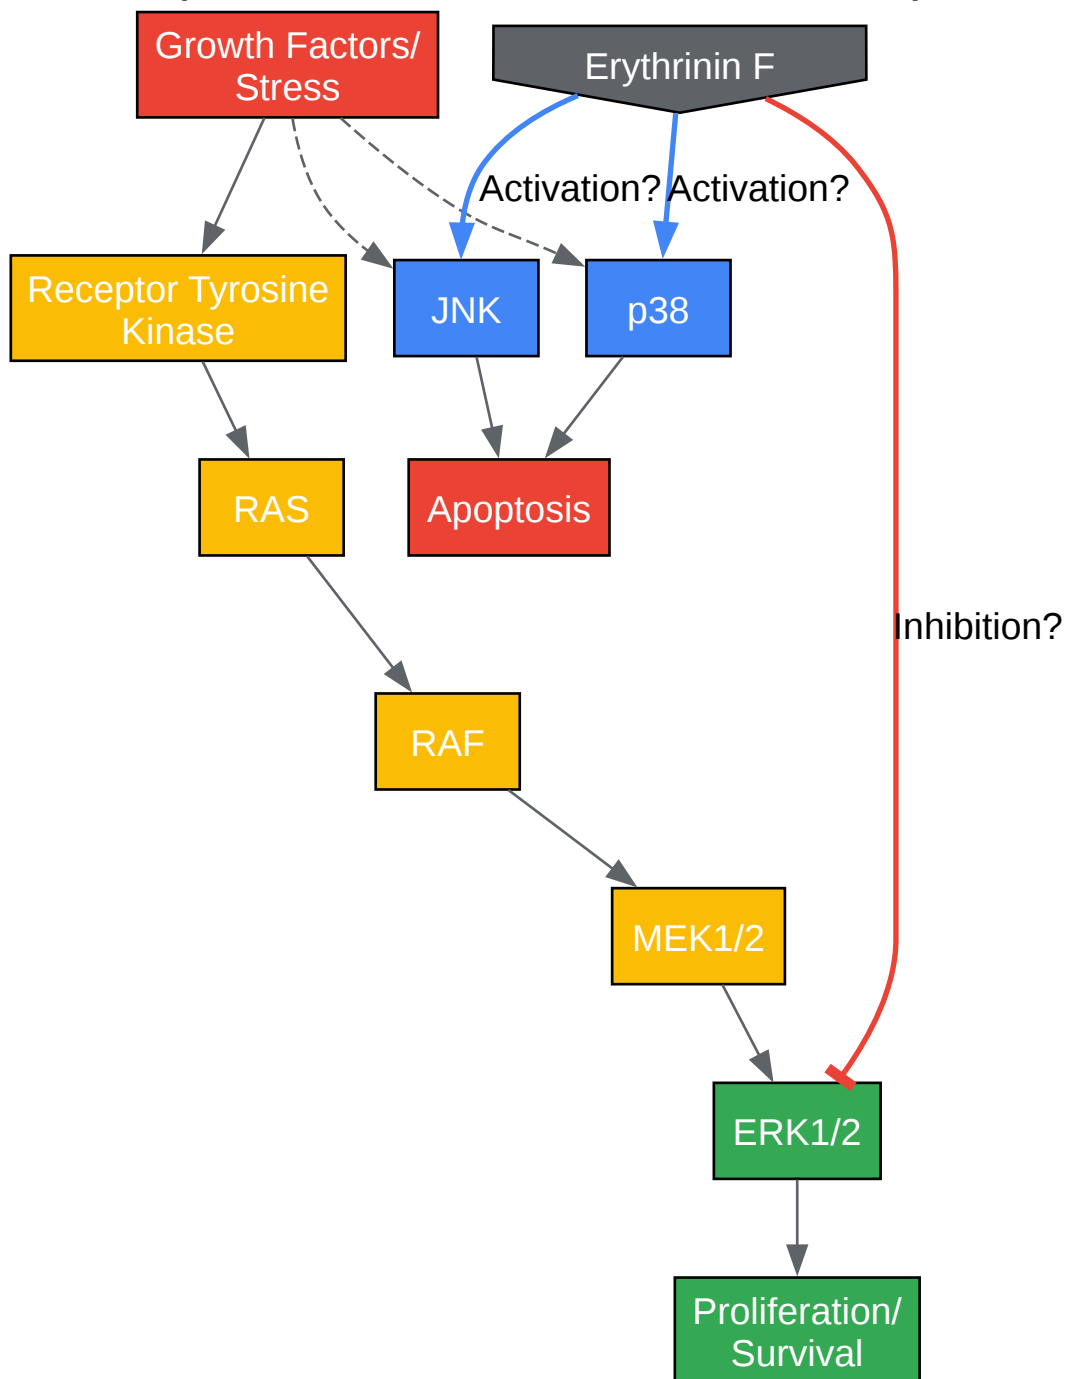 Growth Factors/
Stress
Erythrinin F
Activation?
Activation?
Receptor Tyrosine
Kinase
JNK
p38
RAS
Apoptosis
Inhibition?
RAF
MEK1/2
ERK1/2
Proliferation/
Survival